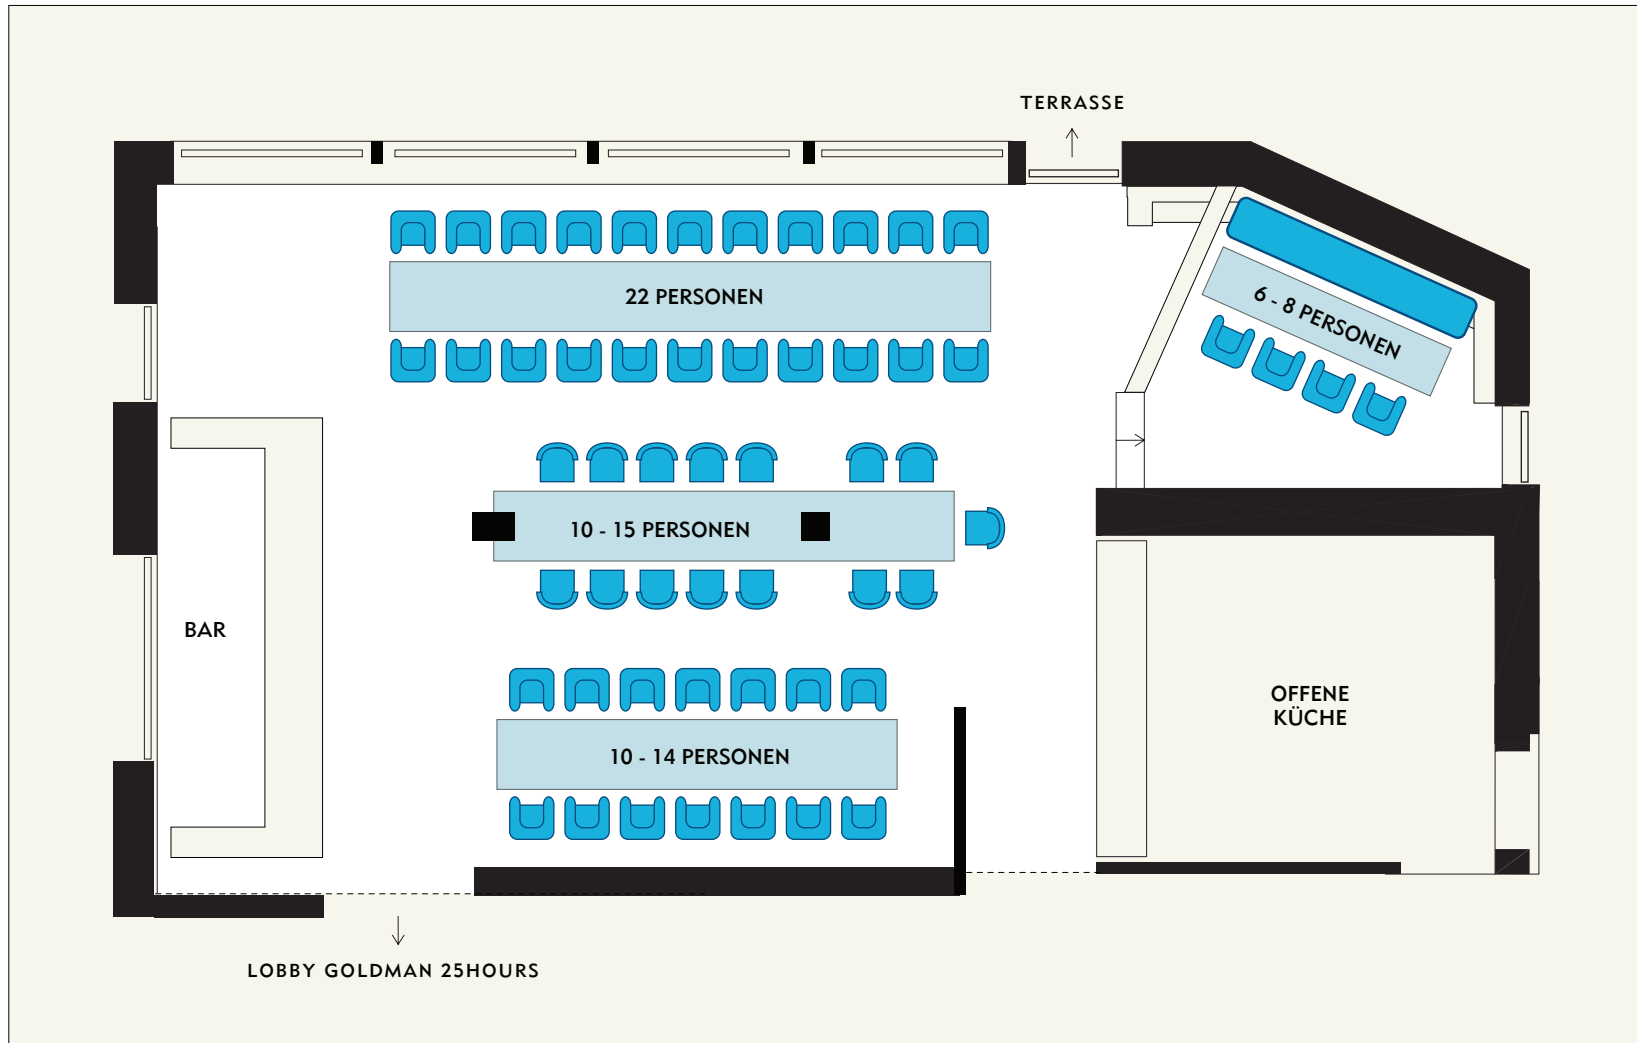 TERRASSE
22 PERSONEN
6 - 8 PERSONEN
10 - 15 PERSONEN
BAR
OFFENE
KÜCHE
10 - 14 PERSONEN
LOBBY GOLDMAN 25HOURS